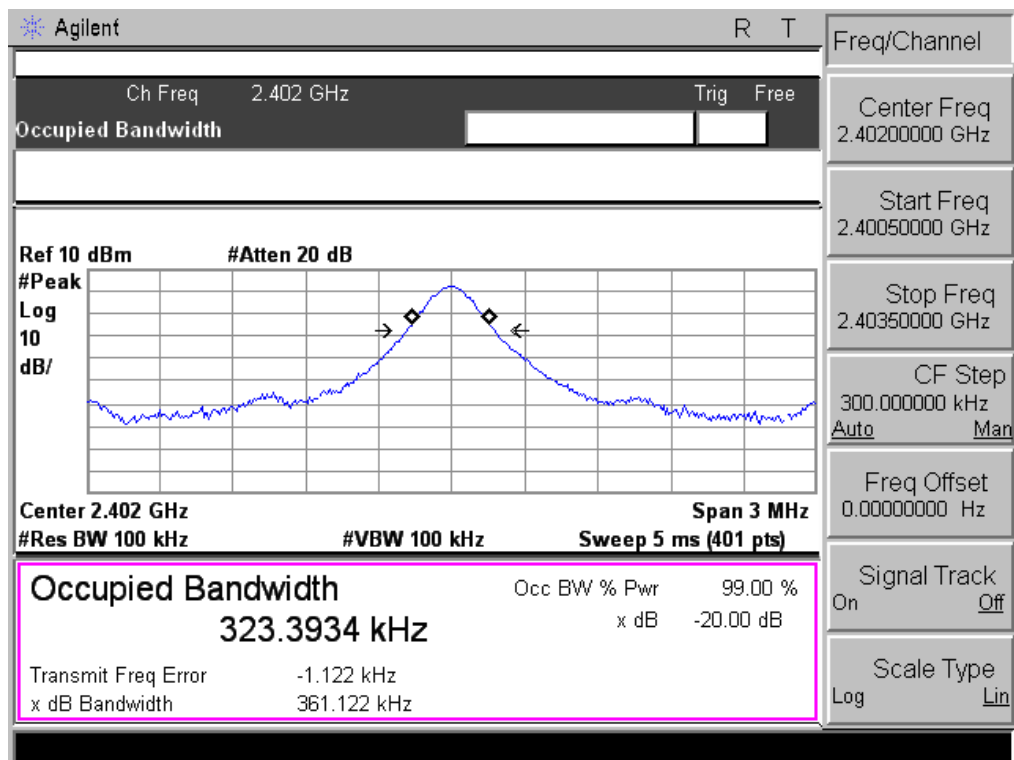 Agilent R T
Freq/Channel
Ch Freq 2.402 GHz Trig Free
Occupied Bandwidth
Center Freq
2.40200000 GHz
Start Freq
2.40050000 GHz
Stop Freq
2.40350000 GHz
CF Step
300.000000 kHz
Auto Man
Freq Offset
0.00000000 Hz
Signal Track
On Off
Scale Type
Log Lin
Ref 10 dBm #Atten 20 dB
#Peak
Log
10
dB/
Center 2.402 GHz Span 3 MHz
#Res BW 100 kHz #VBW 100 kHz Sweep 5 ms (401 pts)
Occupied Bandwidth Occ BW % Pwr 99.00 %
323.3934 kHz x dB -20.00 dB
Transmit Freq Error -1.122 kHz
x dB Bandwidth 361.122 kHz